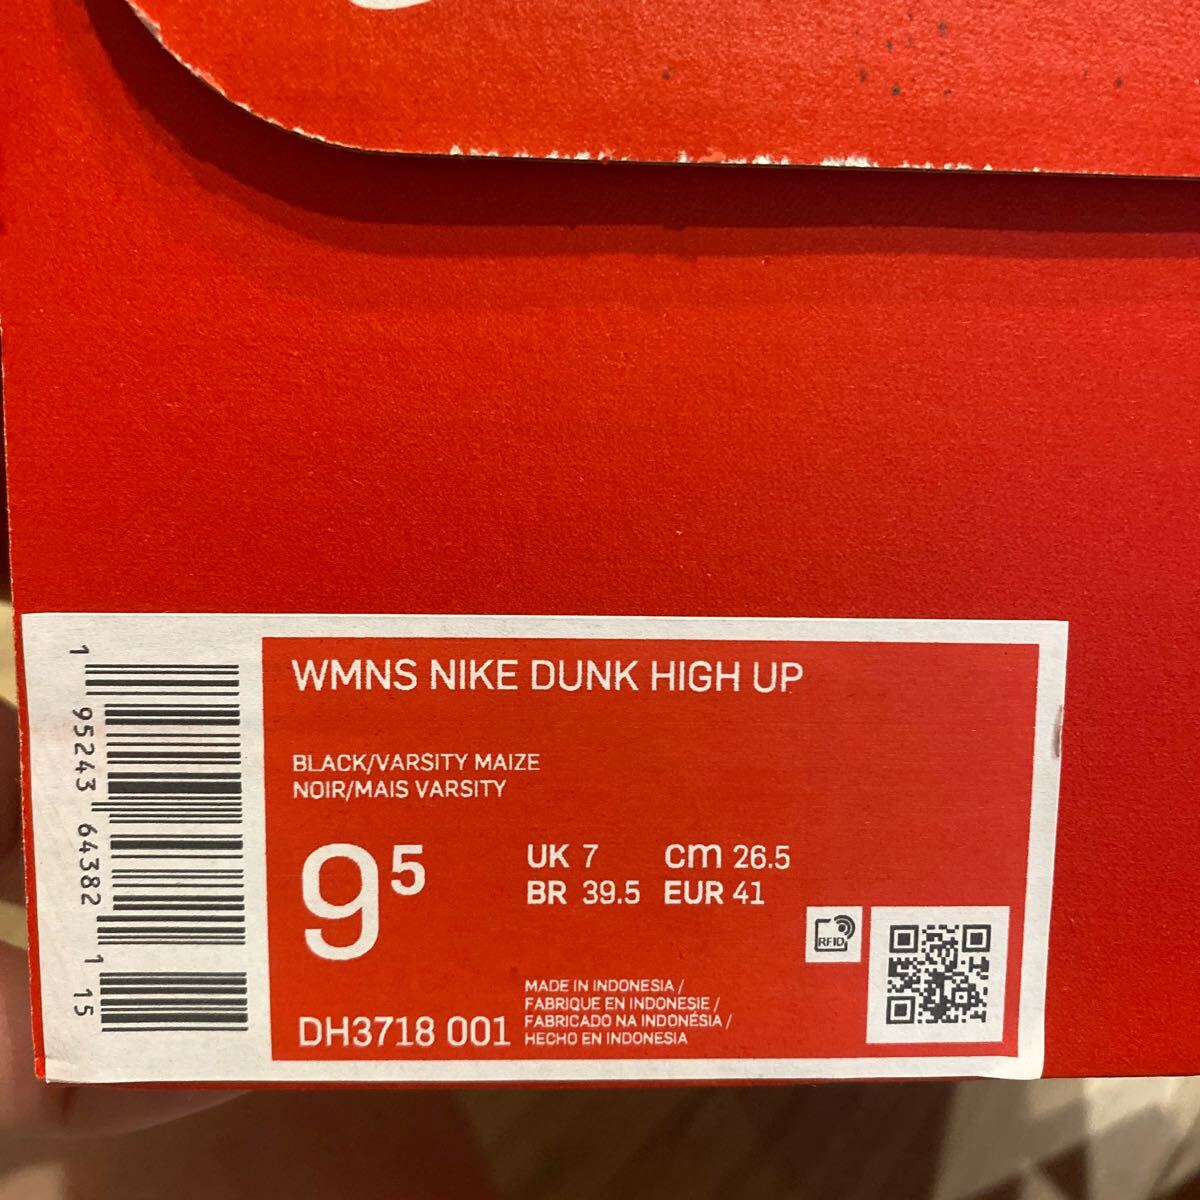 WMNS NIKE DUNK HIGH UP
BLACK/VARSITY MAIZE
NOIR/MAIS VARSITY
9 5
UK 7 cm 26.5
BR 39.5 EUR 41
RFID
MADE IN INDONESIA /
FABRIQUE EN INDONESIE /
FABRICADO NA INDONÉSIA /
HECHO EN INDONESIA
DH3718 001
1 95243 64382 1 15